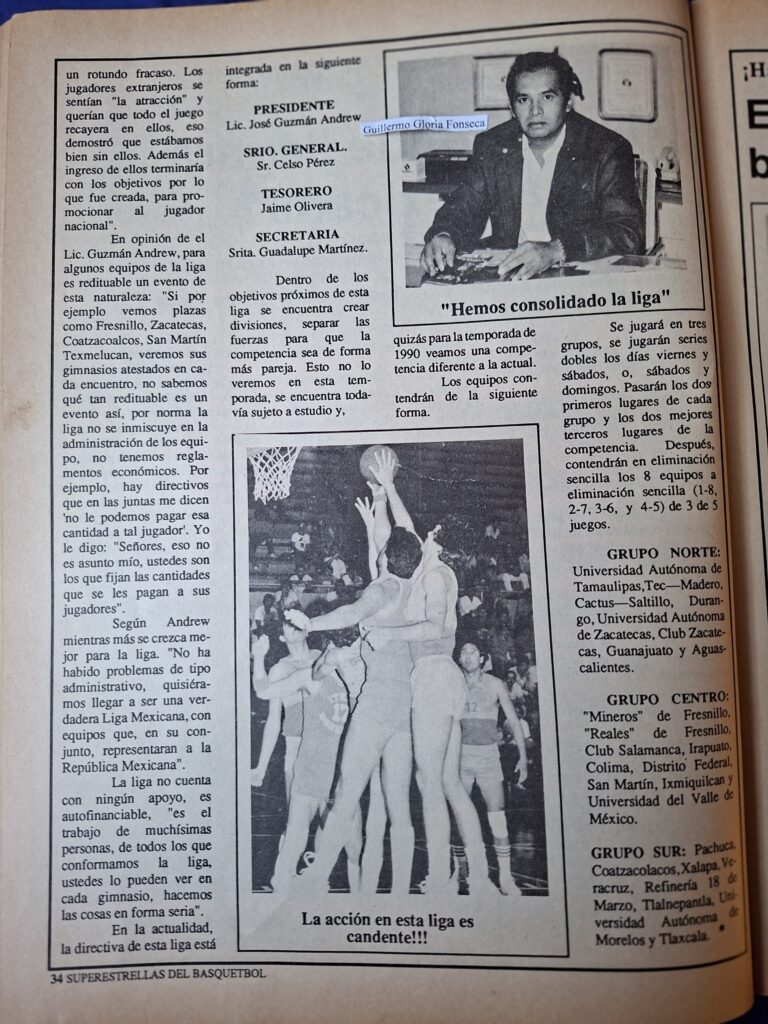 un rotundo fracaso. Los
jugadores extranjeros se
sentían "la atracción" y
querían que todo el juego
recayera en ellos, eso
demostró que estábamos
bien sin ellos. Además el
ingreso de ellos terminaría
con los objetivos por lo
que fue creada, para pro-
mocionar al jugador
nacional".
En opinión de el
Lic. Guzmán Andrew, para
algunos equipos de la liga
es redituable un evento de
esta naturaleza: "Si por
ejemplo vemos plazas
como Fresnillo, Zacatecas,
Coatzacoalcos, San Martín
Texmelucan, veremos sus
gimnasios atestados en ca-
da encuentro, no sabemos
qué tan redituable es un
evento así, por norma la
liga no se inmiscuye en la
administración de los equi-
po, no tenemos regla-
mentos económicos. Por
ejemplo, hay directivos
que en las juntas me dicen
'no le podemos pagar esa
cantidad a tal jugador'. Yo
le digo: "Señores, eso no
es asunto mío, ustedes son
los que fijan las cantidades
que se les pagan a sus
jugadores".
Según Andrew
mientras más se crezca me-
jor para la liga. "No ha
habido problemas de tipo
administrativo, quisiéra-
mos llegar a ser una ver-
dadera Liga Mexicana, con
equipos que, en su con-
junto, representaran a la
República Mexicana".
La liga no cuenta
con ningún apoyo, es
autofinanciable, "es el
trabajo de muchísimas
personas, de todos los que
conformamos la liga,
ustedes lo pueden ver en
cada gimnasio, hacemos
las cosas en forma seria".
En la actualidad,
la directiva de esta liga está
integrada en la siguiente
forma:
PRESIDENTE
Lic. José Guzmán Andrew
SRIO. GENERAL.
Sr. Celso Pérez
TESORERO
Jaime Olivera
SECRETARIA
Srita. Guadalupe Martínez.
Dentro de los
objetivos próximos de esta
liga se encuentra crear
divisiones, separar las
fuerzas para que la
competencia sea de forma
más pareja. Esto no lo
veremos en esta tem-
porada, se encuentra toda-
vía sujeto a estudio y,
Guillermo Gloria Fonseca
"Hemos consolidado la liga"
quizás para la temporada de
1990 veamos una compe-
tencia diferente a la actual.
Los equipos con-
tendrán de la siguiente
forma.
Se jugará en tres
grupos, se jugarán series
dobles los días viernes y
sábados, o, sábados y
domingos. Pasarán los dos
primeros lugares de cada
grupo y los dos mejores
terceros lugares de la
competencia. Después,
contendrán en eliminación
sencilla los 8 equipos a
eliminación sencilla (1-8,
2-7, 3-6, y 4-5) de 3 de 5
juegos.
GRUPO NORTE:
Universidad Autónoma de
Tamaulipas,Tec—Madero,
Cactus—Saltillo, Duran-
go, Universidad Autónoma
de Zacatecas, Club Zacate-
cas, Guanajuato y Aguas-
calientes.
GRUPO CENTRO:
"Mineros" de Fresnillo,
"Reales" de Fresnillo,
Club Salamanca, Irapuato,
Colima, Distrito Federal,
San Martín, Ixmiquilcan y
Universidad del Valle de
México.
GRUPO SUR: Pachuca,
Coatzacolacos,Xalapa,Ve-
racruz, Refinería 18 de
Marzo, Tlalnepantla, Uni-
versidad Autónoma de
Morelos y Tlaxcala.
12
La acción en esta liga es
candente!!!
34 SUPERESTRELLAS DEL BASQUETBOL